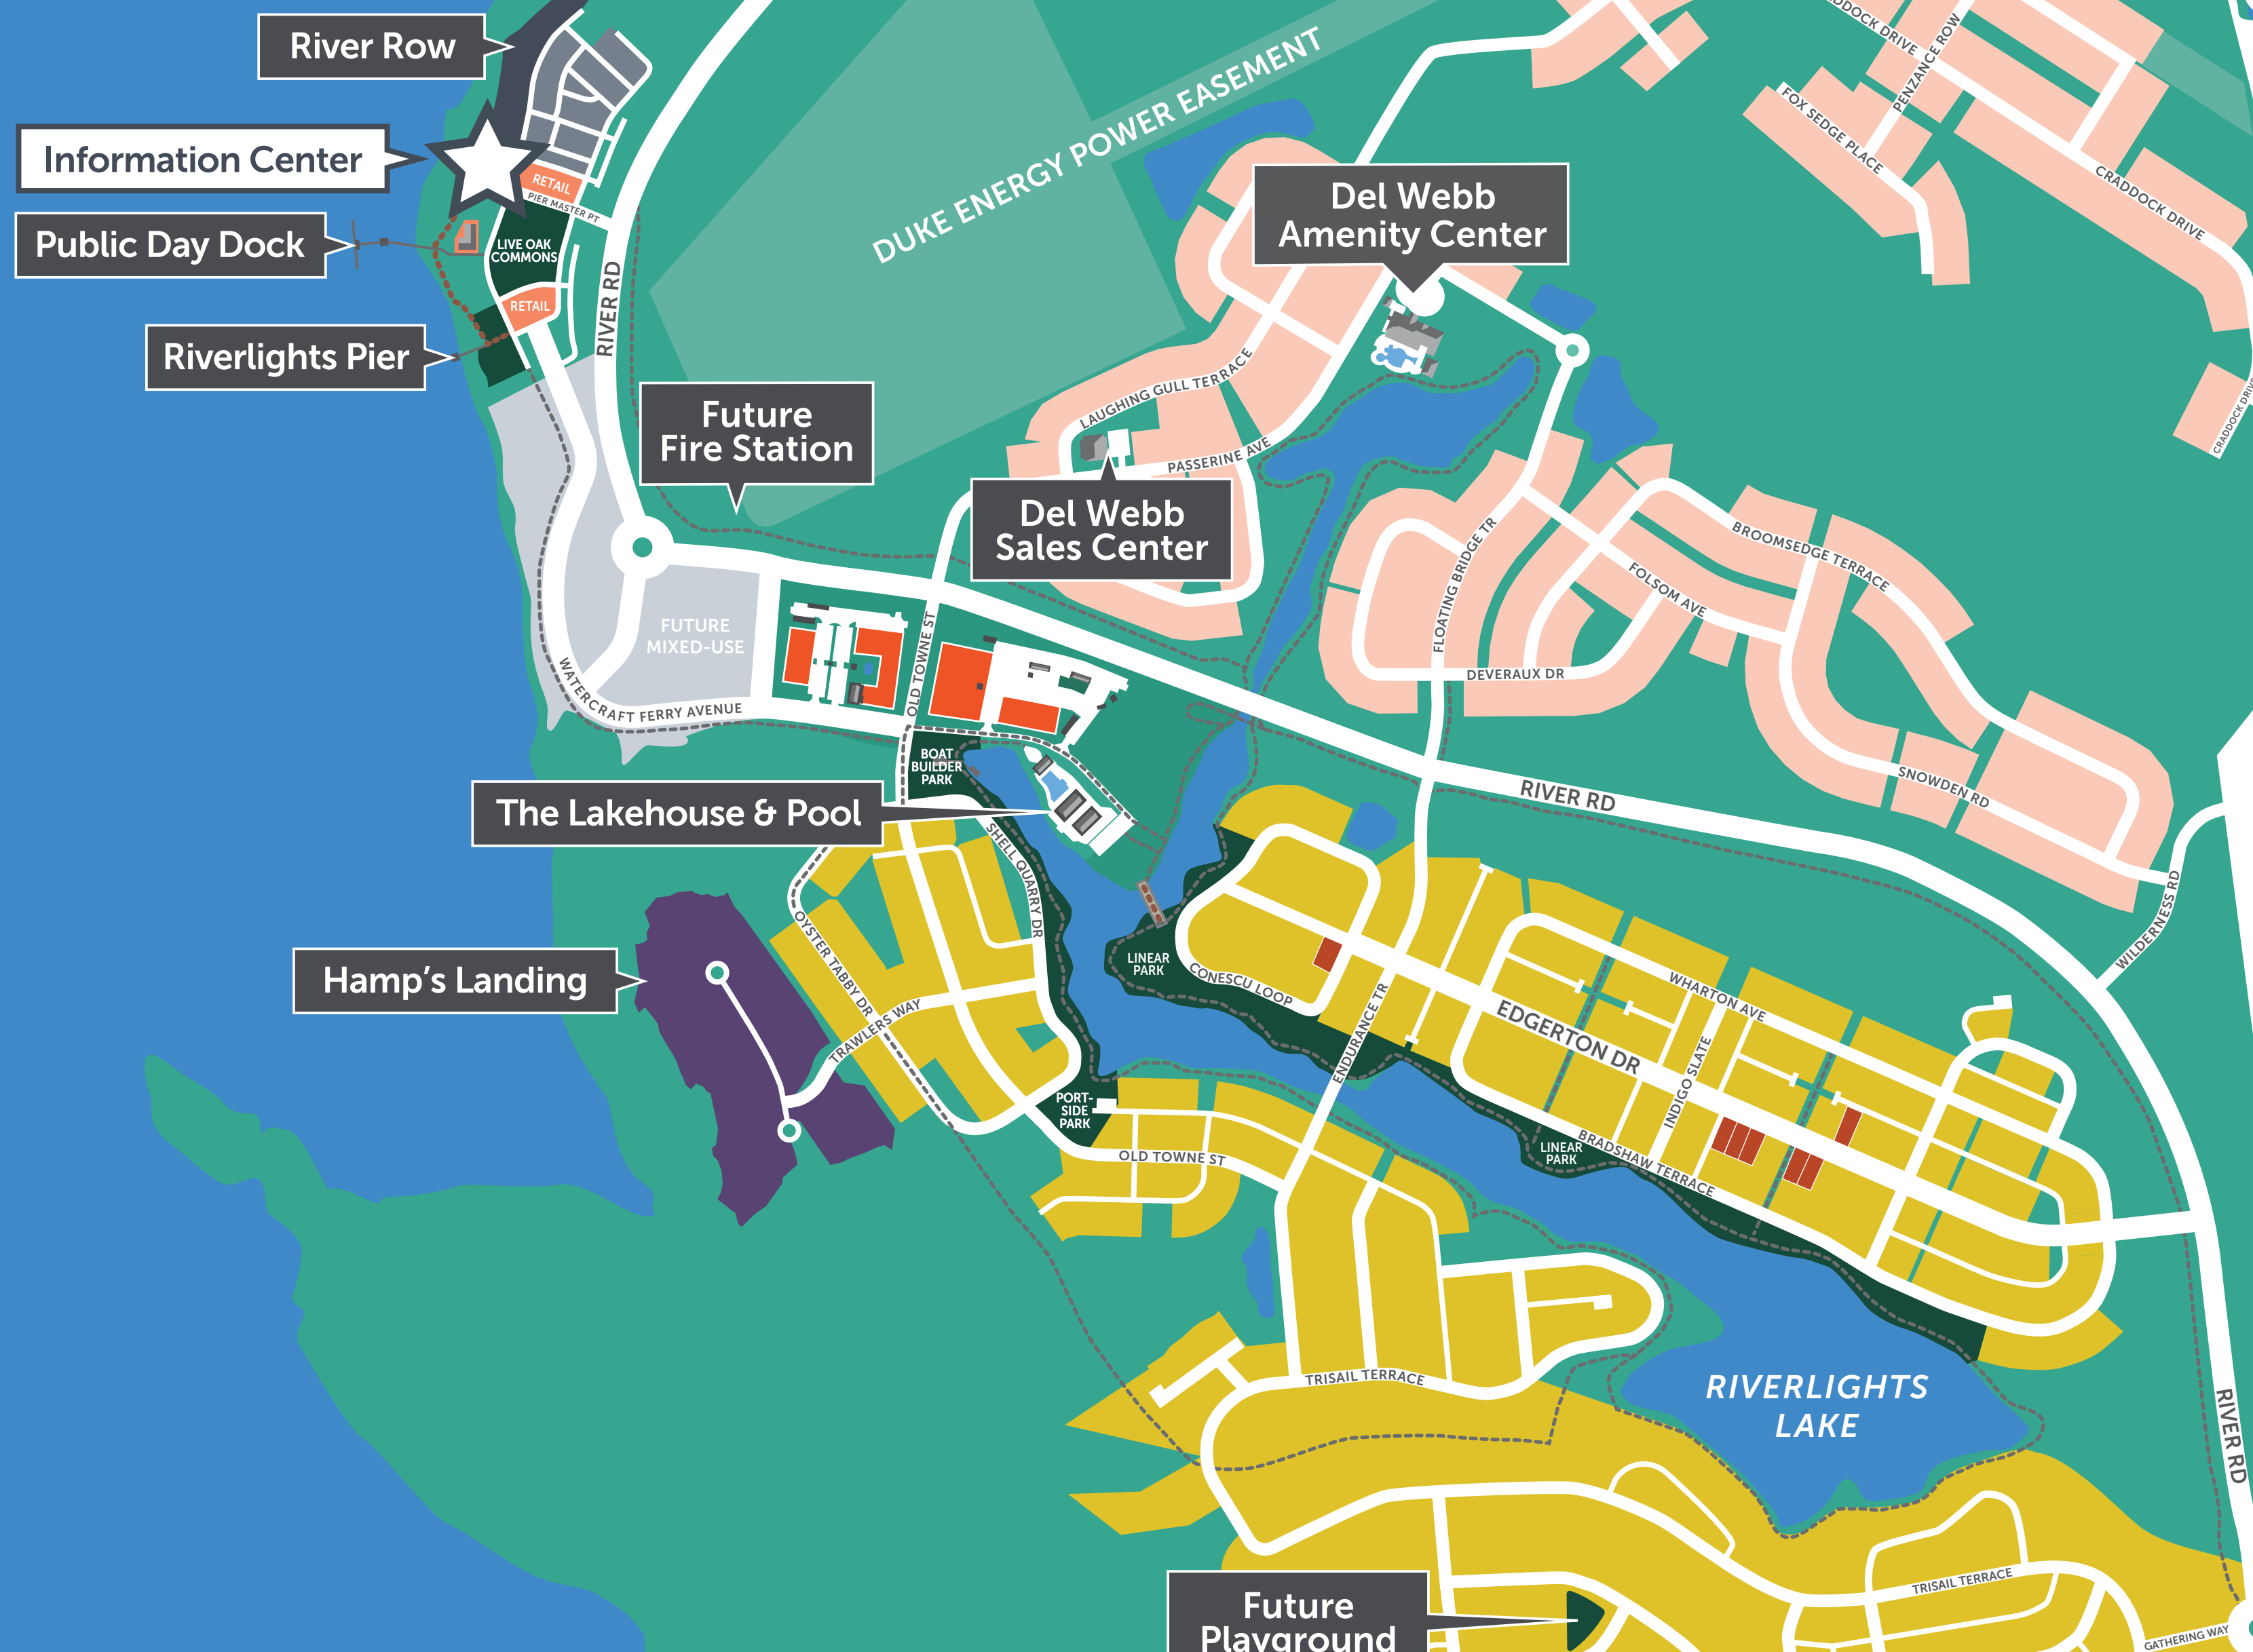 River Row
Information Center
Public Day Dock
Riverlights Pier
RETAIL
PIER MASTER PT
LIVE OAK
COMMONS
RETAIL
RIVER RD
DUKE ENERGY POWER EASEMENT
Future
Fire Station
Del Webb
Amenity Center
Del Webb
Sales Center
LAUGHING GULL TERRACE
PASSERINE AVE
CRADDOCK DRIVE
PENZANCE ROW
FOX SEDGE PLACE
CRADDOCK DRIVE
BROOMSEDGE TERRACE
FOLSOM AVE
FLOATING BRIDGE TR
DEVERAUX DR
SNOWDEN RD
WILDERNESS RD
RIVER RD
FUTURE
MIXED-USE
WATERCRAFT FERRY AVENUE
OLD TOWNE ST
BOAT
BUILDER
PARK
The Lakehouse & Pool
SHELL QUARRY DR
OYSTER TABBY DR
TRAWLERS WAY
Hamp's Landing
LINEAR
PARK
CONESCU LOOP
ENDURANCE TR
EDGERTON DR
WHARTON AVE
INDIGO SLATE
BRADSHAW TERRACE
LINEAR
PARK
PORT-
SIDE
PARK
OLD TOWNE ST
TRISAIL TERRACE
RIVERLIGHTS
LAKE
RIVER RD
TRISAIL TERRACE
GATHERING WAY
Future
Playground